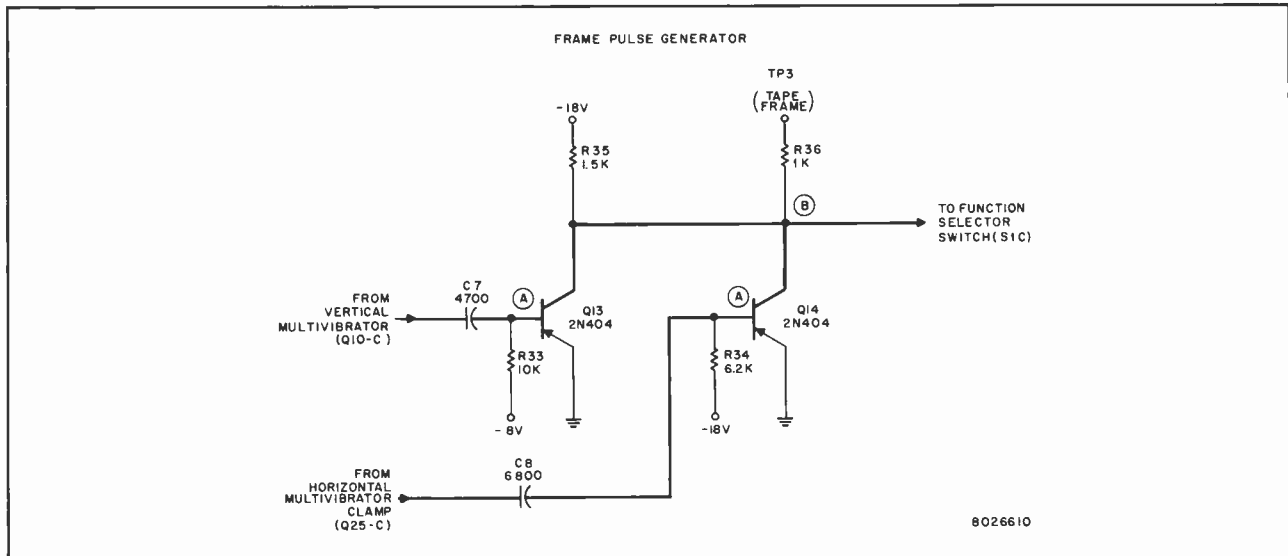 FRAME PULSE GENERATOR
TP3
(TAPE
FRAME)
-18V
R35
1.5K
R36
1K
B
TO FUNCTION
SELECTOR
SWITCH(S1C)
FROM
VERTICAL
MULTIVIBRATOR
(Q10-C)
C7
4700
A
Q13
2N404
R33
10K
-8V
A
Q14
2N404
R34
6.2K
-18V
FROM
HORIZONTAL
MULTIVIBRATOR
CLAMP
(Q25-C)
C8
6800
8026610